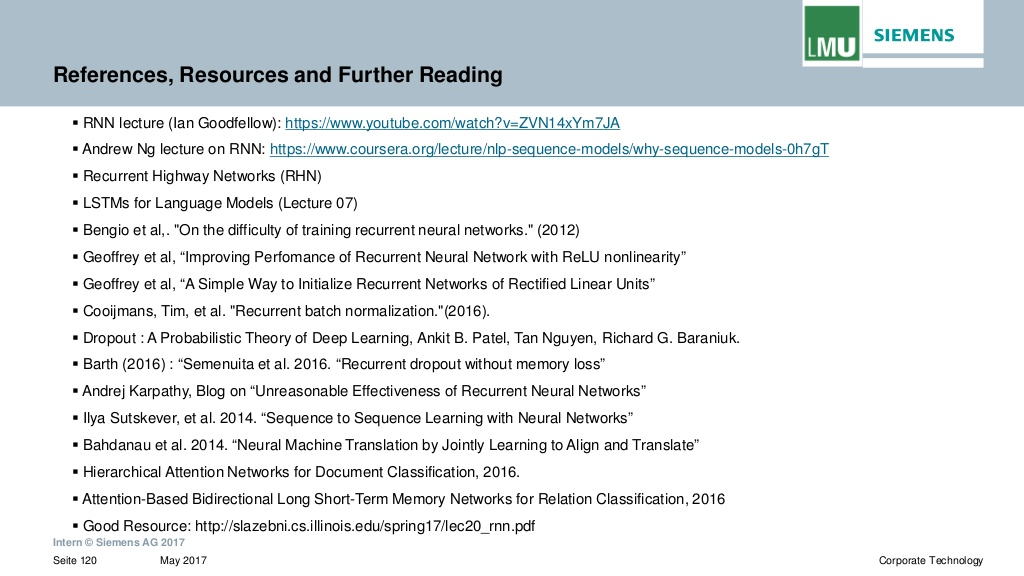 LMU
SIEMENS
References, Resources and Further Reading
▪ RNN lecture (Ian Goodfellow): https://www.youtube.com/watch?v=ZVN14xYm7JA
▪ Andrew Ng lecture on RNN: https://www.coursera.org/lecture/nlp-sequence-models/why-sequence-models-0h7gT
▪ Recurrent Highway Networks (RHN)
▪ LSTMs for Language Models (Lecture 07)
▪ Bengio et al,. "On the difficulty of training recurrent neural networks." (2012)
▪ Geoffrey et al, “Improving Perfomance of Recurrent Neural Network with ReLU nonlinearity”
▪ Geoffrey et al, “A Simple Way to Initialize Recurrent Networks of Rectified Linear Units”
▪ Cooijmans, Tim, et al. "Recurrent batch normalization."(2016).
▪ Dropout : A Probabilistic Theory of Deep Learning, Ankit B. Patel, Tan Nguyen, Richard G. Baraniuk.
▪ Barth (2016) : “Semenuita et al. 2016. “Recurrent dropout without memory loss”
▪ Andrej Karpathy, Blog on “Unreasonable Effectiveness of Recurrent Neural Networks”
▪ Ilya Sutskever, et al. 2014. “Sequence to Sequence Learning with Neural Networks”
▪ Bahdanau et al. 2014. “Neural Machine Translation by Jointly Learning to Align and Translate”
▪ Hierarchical Attention Networks for Document Classification, 2016.
▪ Attention-Based Bidirectional Long Short-Term Memory Networks for Relation Classification, 2016
▪ Good Resource: http://slazebni.cs.illinois.edu/spring17/lec20_rnn.pdf
Intern © Siemens AG 2017
Seite 120 May 2017 Corporate Technology